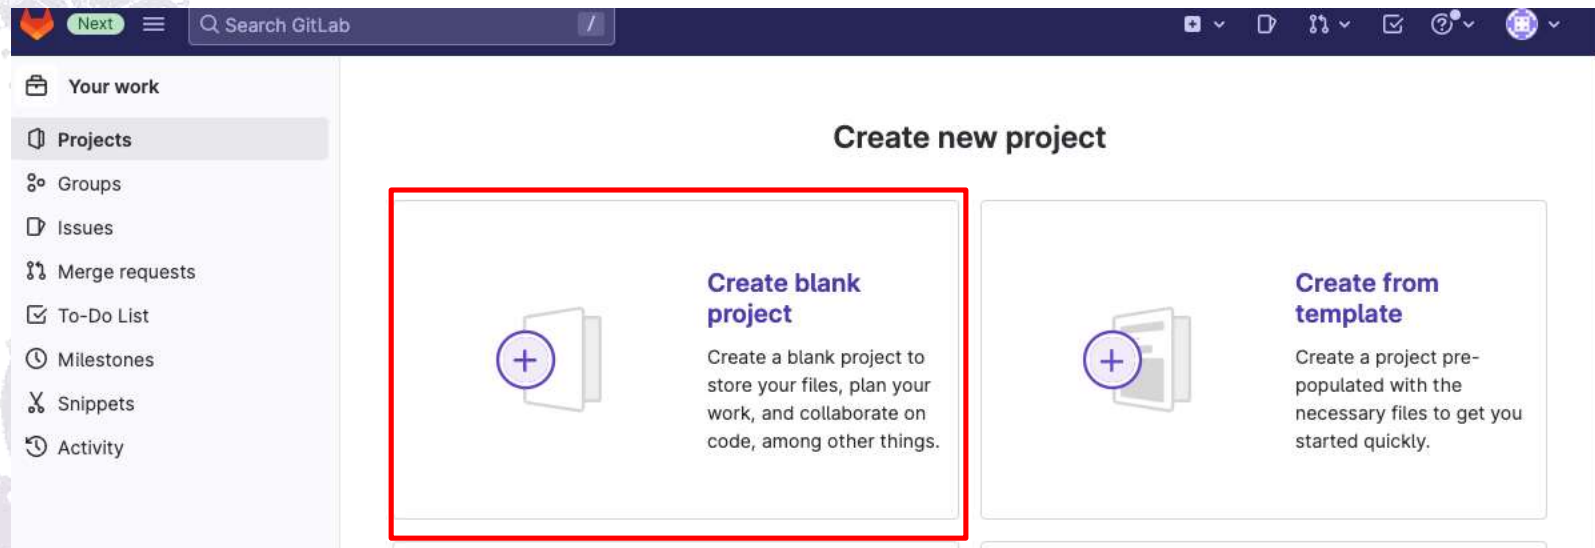 Next
Search GitLab
/
Your work
Projects
Groups
Issues
Merge requests
To-Do List
Milestones
Snippets
Activity
Create new project
Create blank
project
Create a blank project to
store your files, plan your
work, and collaborate on
code, among other things.
Create from
template
Create a project pre-
populated with the
necessary files to get you
started quickly.